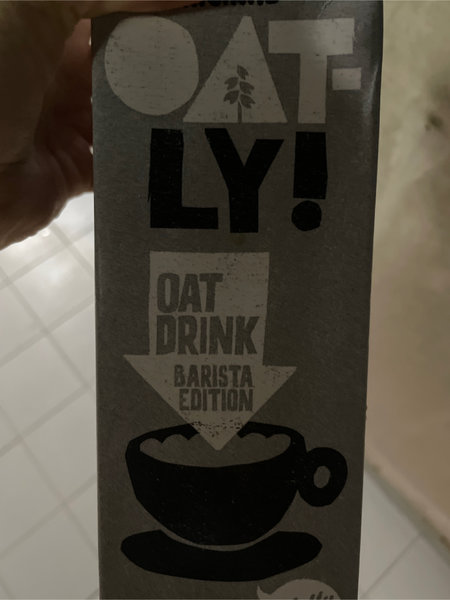 OAT-
LY!
OAT
DRINK
BARISTA
EDITION